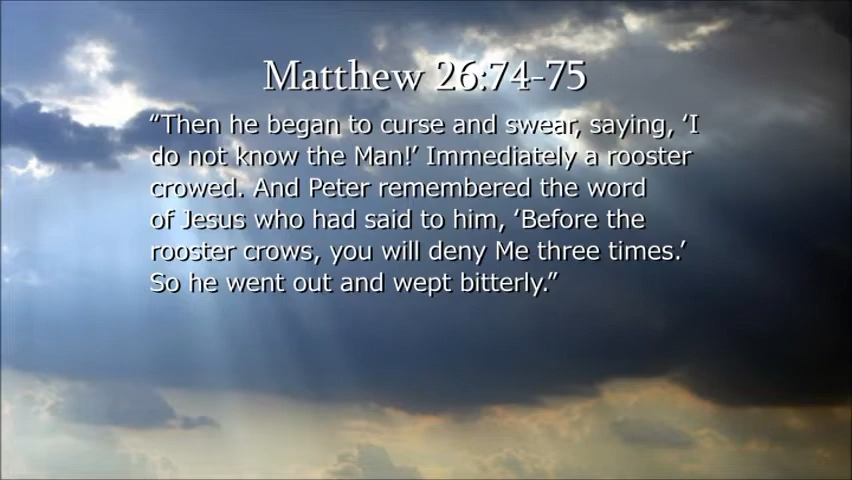 Matthew 26:74-75
“Then he began to curse and swear, saying, ‘I
do not know the Man!’ Immediately a rooster
crowed. And Peter remembered the word
of Jesus who had said to him, ‘Before the
rooster crows, you will deny Me three times.’
So he went out and wept bitterly.”